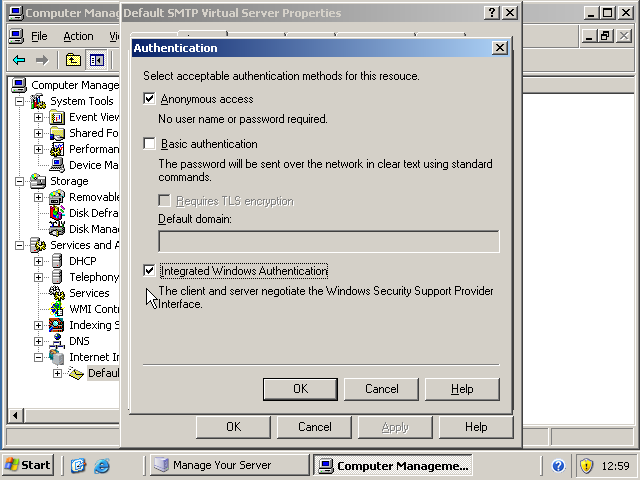 Computer Manag
Default SMTP Virtual Server Properties
File Action Vi
Authentication
Select acceptable authentication methods for this resouce.
Anonymous access
No user name or password required.
Basic authentication
The password will be sent over the network in clear text using standard
commands.
Requires TLS encryption
Default domain:
Integrated Windows Authentication
The client and server negotiate the Windows Security Support Provider
Interface.
OK Cancel Help
OK Cancel Apply Help
Computer Manage
System Tools
Event View
Shared Fo
Performan
Device Ma
Storage
Removable
Disk Defra
Disk Mana
Services and A
DHCP
Telephony
Services
WMI Contr
Indexing S
DNS
Internet In
Defaul
Start
Manage Your Server
Computer Manageme...
12:59